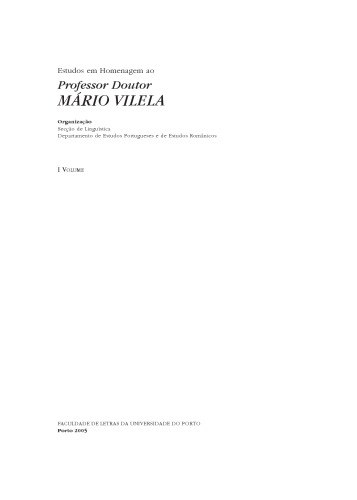 Estudos em Homenagem ao
Professor Doutor
MÁRIO VILELA
Organização
Secção de Linguística
Departamento de Estudos Portugueses e de Estudos Românicos
I VOLUME
FACULDADE DE LETRAS DA UNIVERSIDADE DO PORTO
Porto 2005